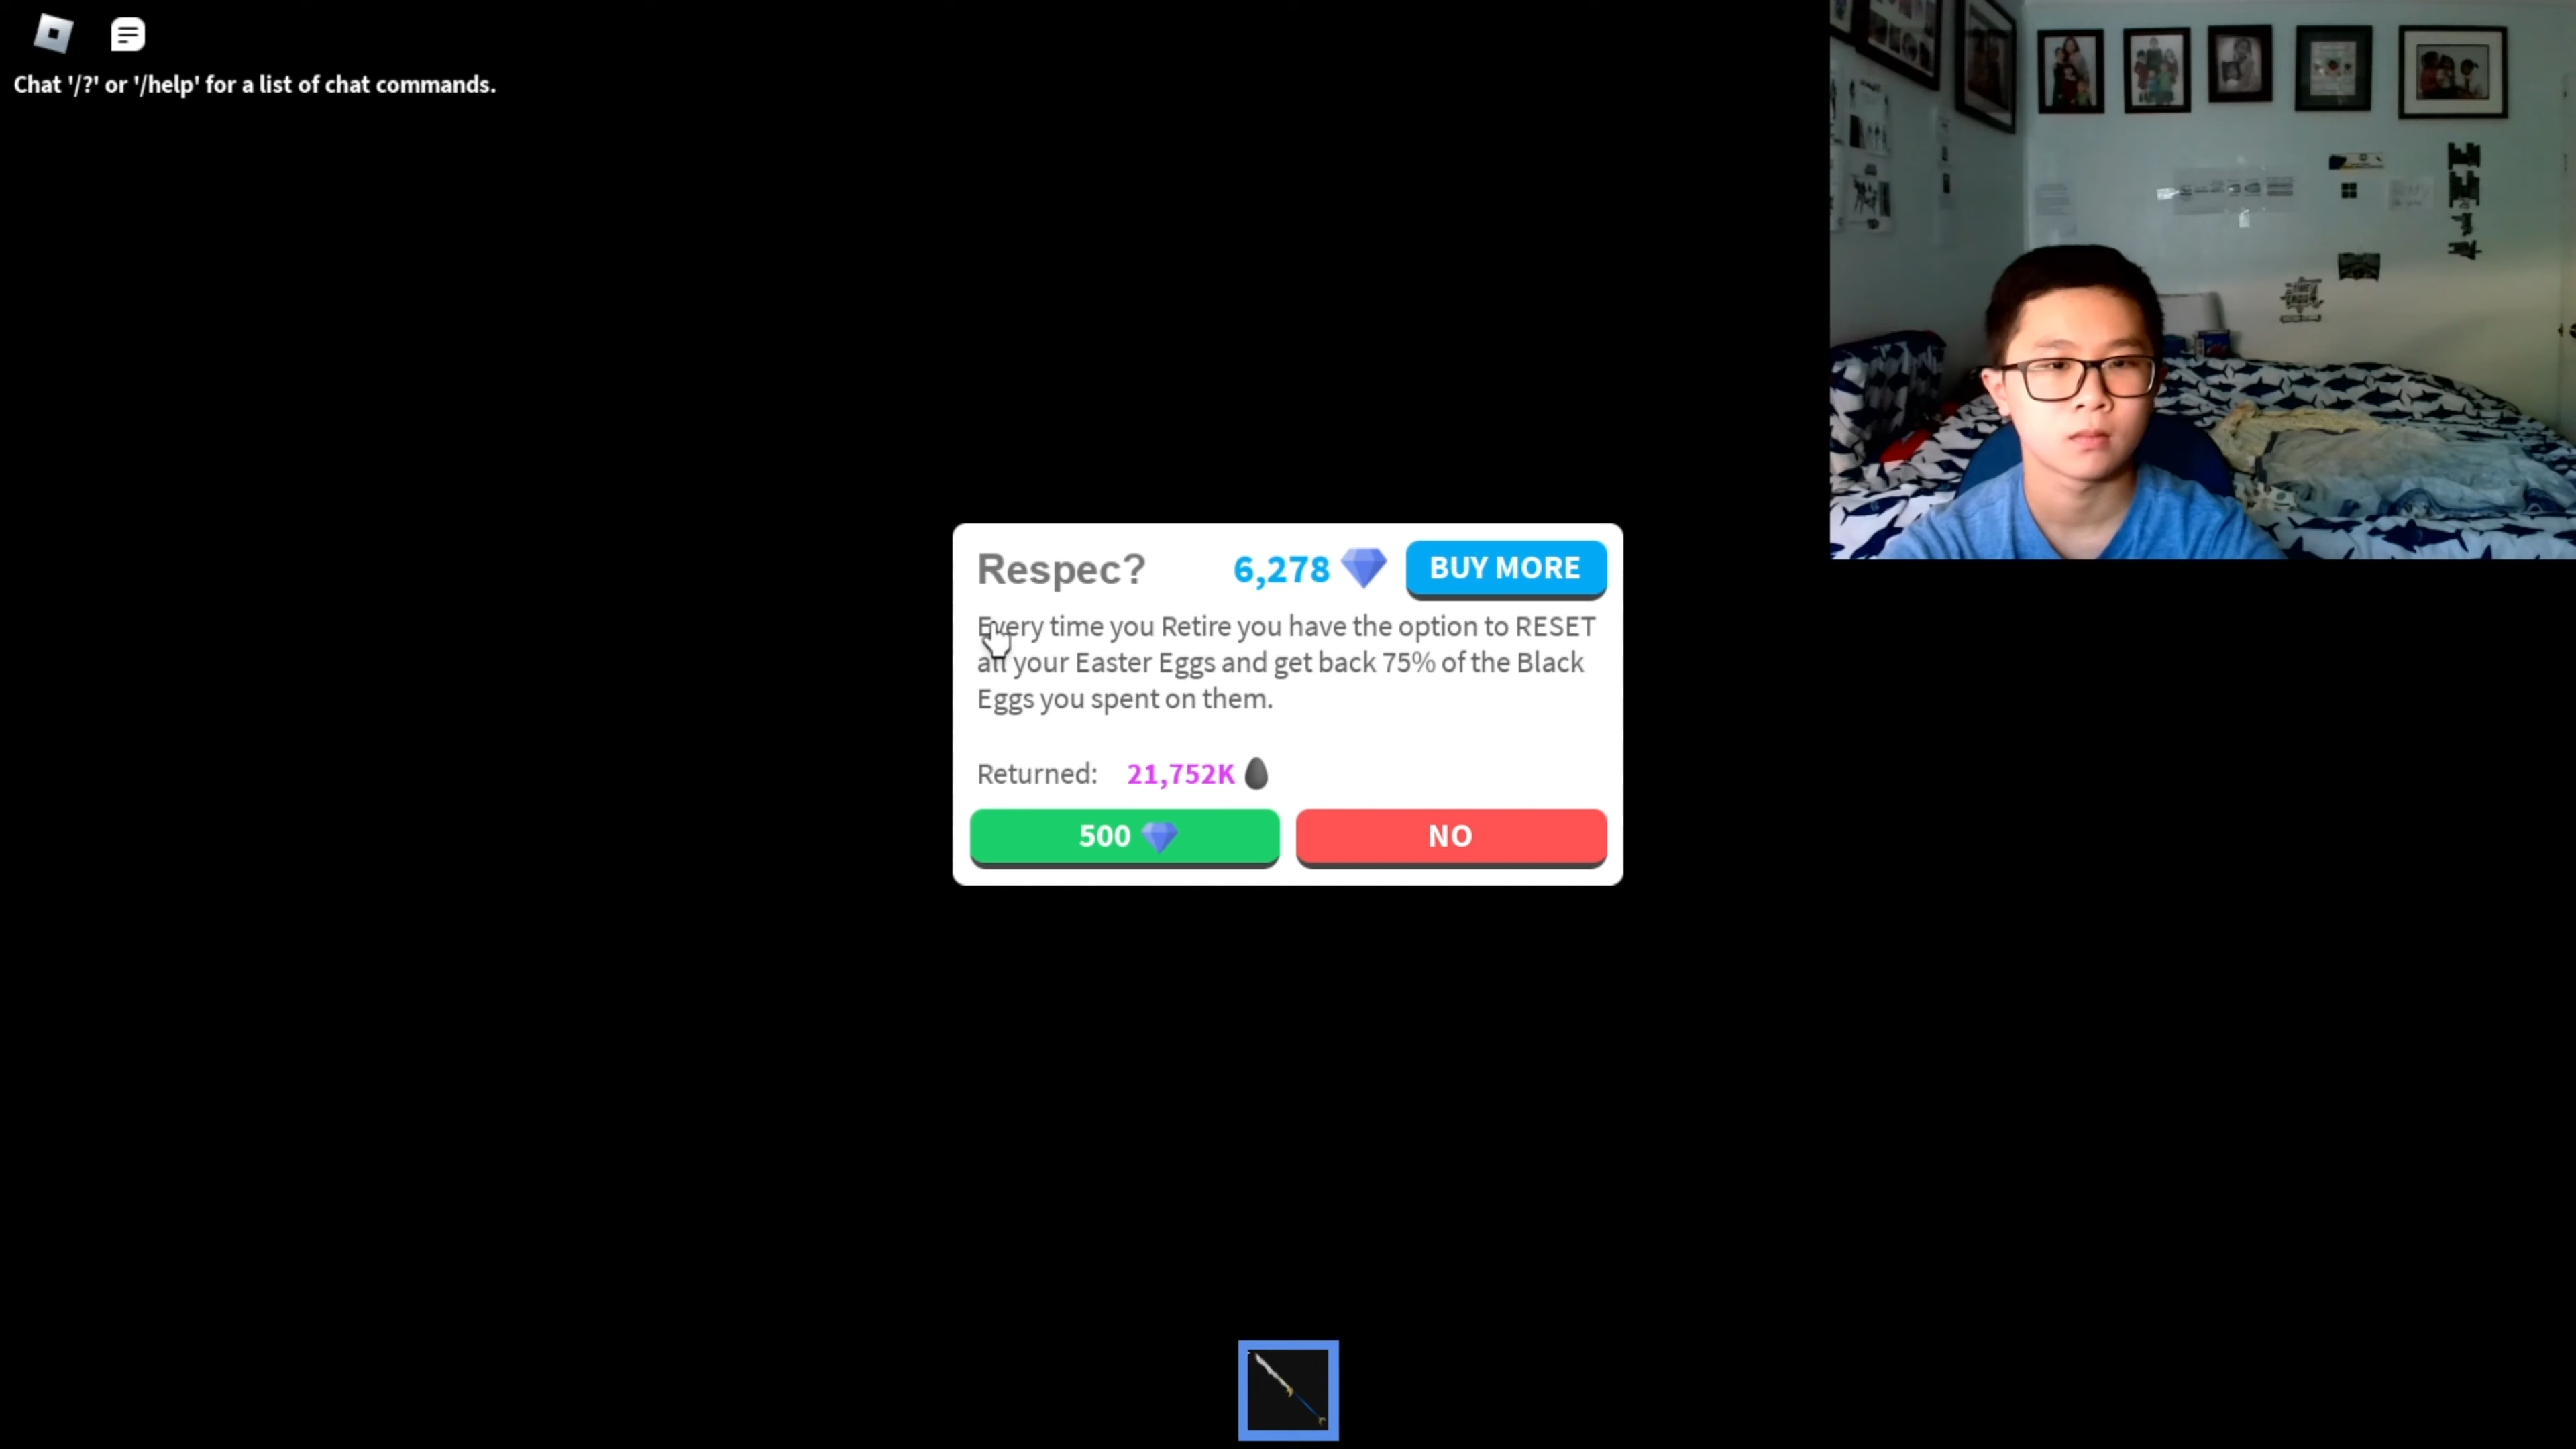 Chat '/?' or '/help' for a list of chat commands.
Respec?
6,278
BUY MORE
Every time you Retire you have the option to RESET
all your Easter Eggs and get back 75% of the Black
Eggs you spent on them.
Returned: 21,752K
500
NO